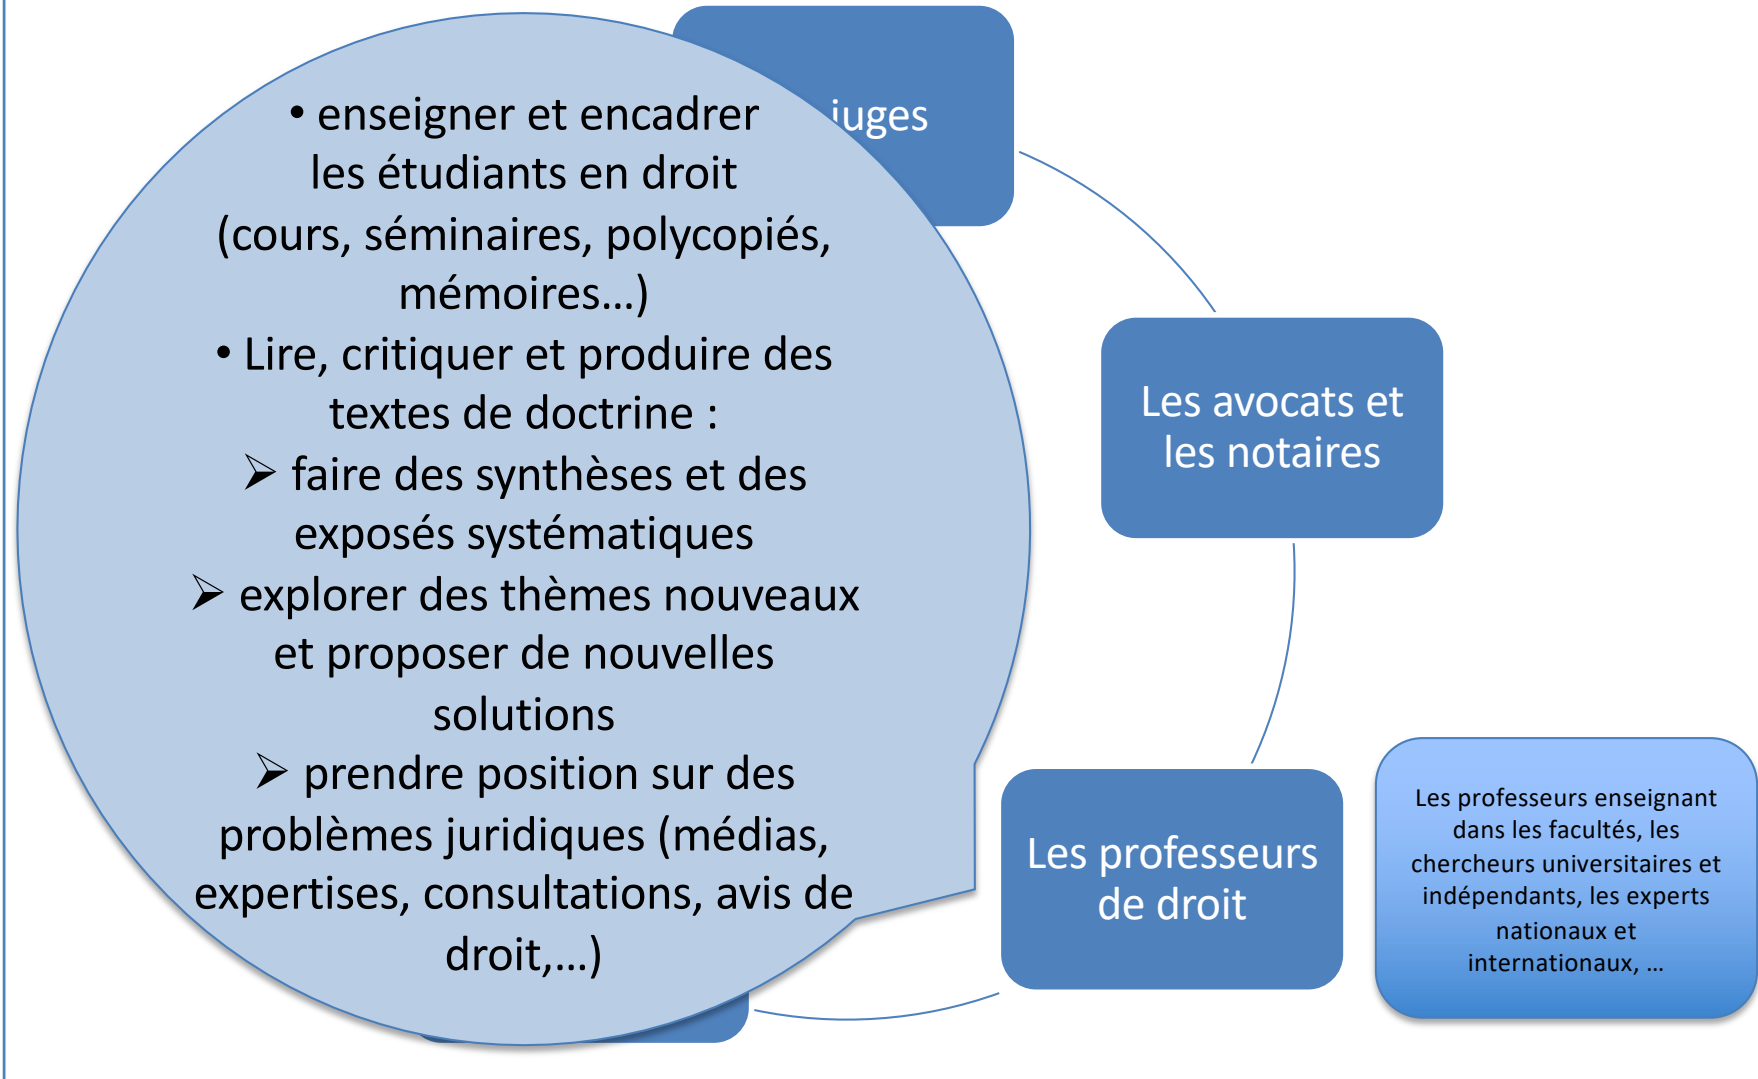 • enseigner et encadrer
les étudiants en droit
(cours, séminaires, polycopiés,
mémoires...)
• Lire, critiquer et produire des
textes de doctrine :
➢ faire des synthèses et des
exposés systématiques
➢ explorer des thèmes nouveaux
et proposer de nouvelles
solutions
➢ prendre position sur des
problèmes juridiques (médias,
expertises, consultations, avis de
droit,...)
juges
Les avocats et
les notaires
Les professeurs
de droit
Les professeurs enseignant
dans les facultés, les
chercheurs universitaires et
indépendants, les experts
nationaux et
internationaux, ...